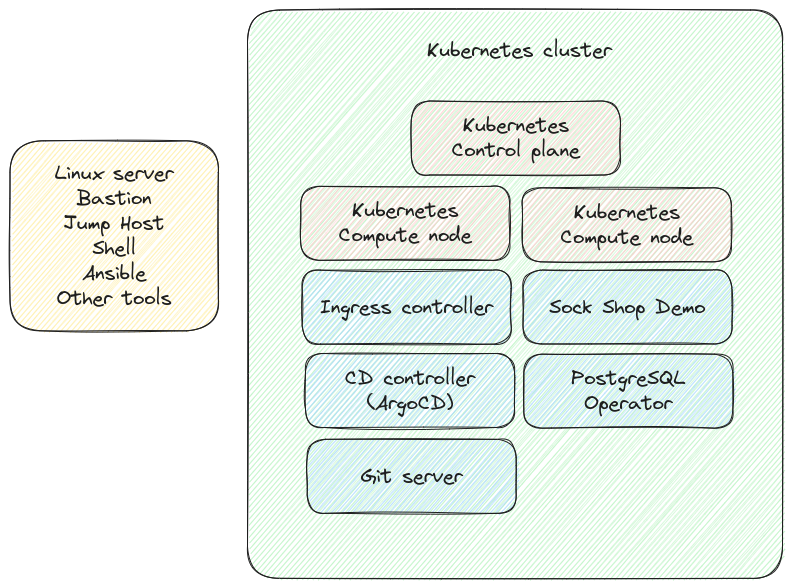 Kubernetes cluster
Kubernetes
Control plane
Linux server
Bastion
Jump Host
Shell
Ansible
Other tools
Kubernetes
Compute node
Kubernetes
Compute node
Ingress controller
Sock Shop Demo
CD controller
(ArgoCD)
PostgreSQL
Operator
Git server